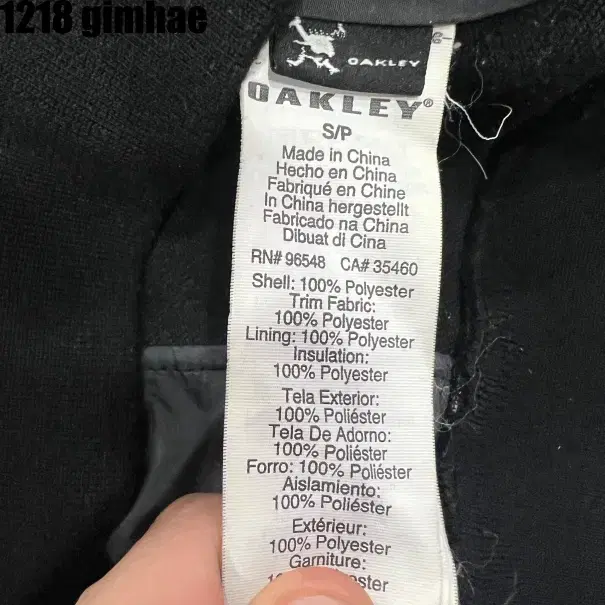 1218 gimhae
OAKLEY
OAKLEY®
S/P
Made in China
Hecho en China
Fabriqué en Chine
In China hergestellt
Fabricado na China
Dibuat di Cina
RN# 96548 CA# 35460
Shell: 100% Polyester
Trim Fabric:
100% Polyester
Lining: 100% Polyester
Insulation:
100% Polyester
Tela Exterior:
100% Poliéster
Tela De Adorno:
100% Poliéster
Forro: 100% Poliéster
Aislamiento:
100% Poliéster
Extérieur:
100% Polyester
Garniture: